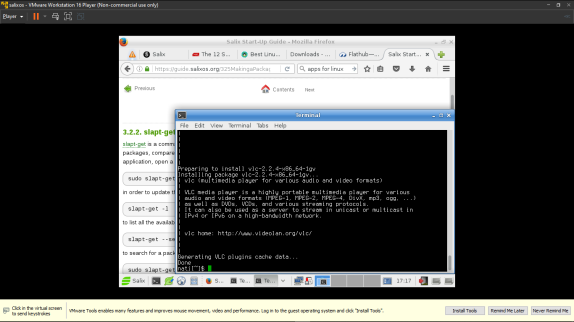 salixos - VMware Workstation 16 Player (Non-commercial use only)
Player
Salix Start-Up Guide - Mozilla Firefox
Salix
The 12 S...
Best Linu...
Downloads - ...
Flathub—...
Salix Start...
https://guide.salixos.org/325MakingaPackag
apps for linux
Previous
Contents
Next
Terminal
File Edit View Terminal Tabs Help
3.2.2. slapt-get
slapt-get is a comm
packages, compare
application, open a
sudo slapt-get
in order to update th
slapt-get -l
to list all the availab
slapt-get --se
to search for a packa
sudo slapt-get
Preparing to install vlc-2.2.4-x86_64-1gv
Installing package vlc-2.2.4-x86_64-1gv...
| vlc (multimedia player for various audio and video formats)
|
| VLC media player is a highly portable multimedia player for various
| audio and video formats (MPEG-1, MPEG-2, MPEG-4, DivX, mp3, ogg, ...)
| as well as DVDs, VCDs, and various streaming protocols.
| It can also be used as a server to stream in unicast or multicast in
| IPv4 or IPv6 on a high-bandwidth network.
|
| vlc home: http://www.videolan.org/vlc/
|
Generating VLC plugins cache data...
Done
Salix
S...
Te...
Te...
17:17
Click in the virtual screen
to send keystrokes
VMware Tools enables many features and improves mouse movement, video and performance. Log in to the guest operating system and click "Install Tools".
Install Tools
Remind Me Later
Never Remind Me